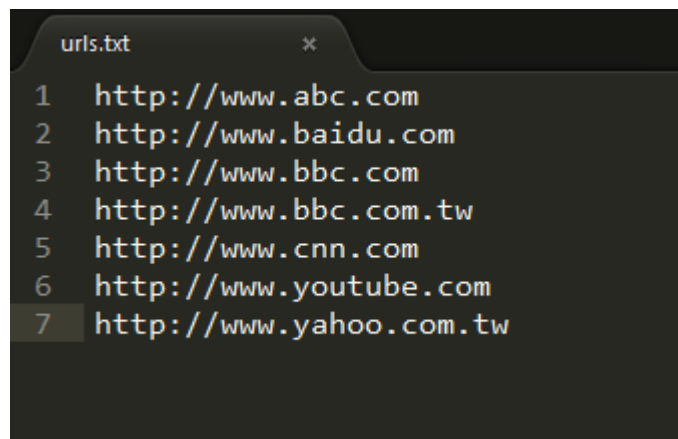 urls.txt ×
1 http://www.abc.com
2 http://www.baidu.com
3 http://www.bbc.com
4 http://www.bbc.com.tw
5 http://www.cnn.com
6 http://www.youtube.com
7 http://www.yahoo.com.tw